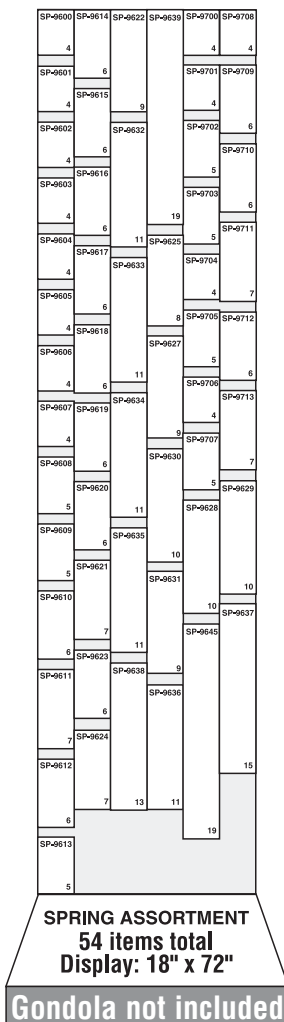 SP-9600
4
SP-9601
4
SP-9602
4
SP-9603
4
SP-9604
4
SP-9605
4
SP-9606
4
SP-9607
4
SP-9608
5
SP-9609
5
SP-9610
6
SP-9611
7
SP-9612
6
SP-9613
5
SP-9614
6
SP-9615
6
SP-9616
6
SP-9617
6
SP-9618
6
SP-9619
6
SP-9620
6
SP-9621
7
SP-9623
6
SP-9624
7
SP-9622
9
SP-9632
11
SP-9633
11
SP-9634
11
SP-9635
11
SP-9638
13
SP-9639
19
SP-9625
8
SP-9627
9
SP-9630
10
SP-9631
9
SP-9636
11
SP-9700
4
SP-9701
4
SP-9702
5
SP-9703
5
SP-9704
4
SP-9705
5
SP-9706
4
SP-9707
5
SP-9628
10
SP-9645
19
SP-9708
4
SP-9709
6
SP-9710
6
SP-9711
7
SP-9712
6
SP-9713
7
SP-9629
10
SP-9637
15
SPRING ASSORTMENT
54 items total
Display: 18" x 72"
Gondola not included